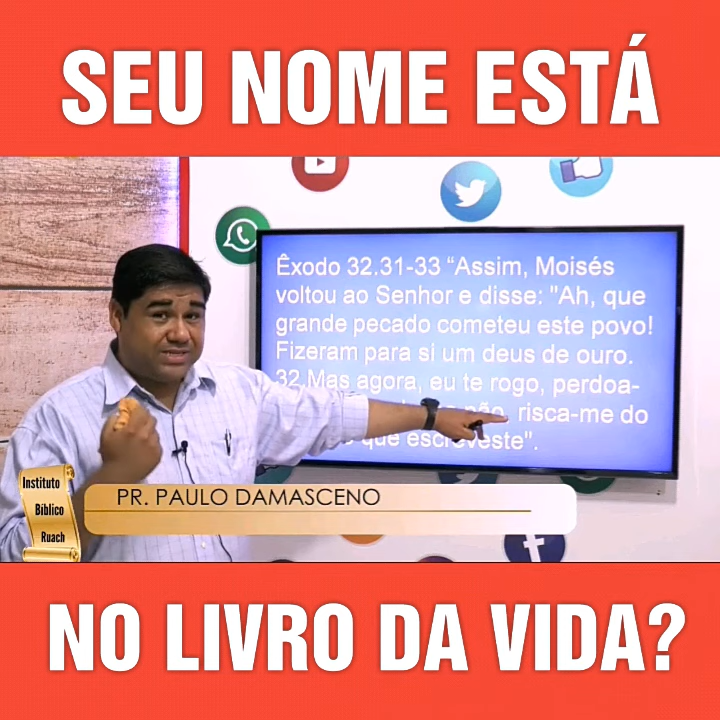 SEU NOME ESTÁ
Êxodo 32.31-33 “Assim, Moisés
voltou ao Senhor e disse: "Ah, que
grande pecado cometeu este povo!
Fizeram para si um deus de ouro.
32 Mas agora, eu te rogo, perdoa-
não, risca-me do
que escreveste".
Instituto
Bíblico
Ruach
PR. PAULO DAMASCENO
NO LIVRO DA VIDA?